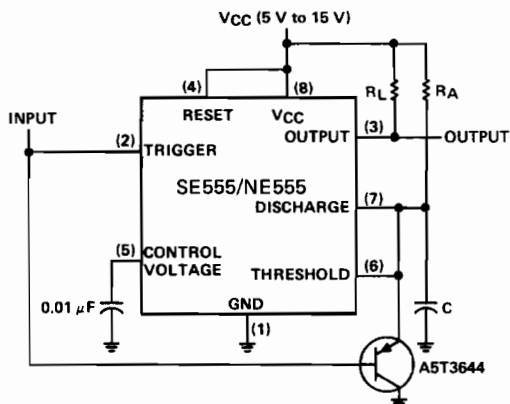 VCC (5 V to 15 V)
(4)
(8)
RL
RA
RESET
VCC
INPUT
OUTPUT
(3)
OUTPUT
(2)
TRIGGER
SE555/NE555
(7)
DISCHARGE
(5)
CONTROL
VOLTAGE
(6)
THRESHOLD
0.01 μF
GND
(1)
C
A5T3644